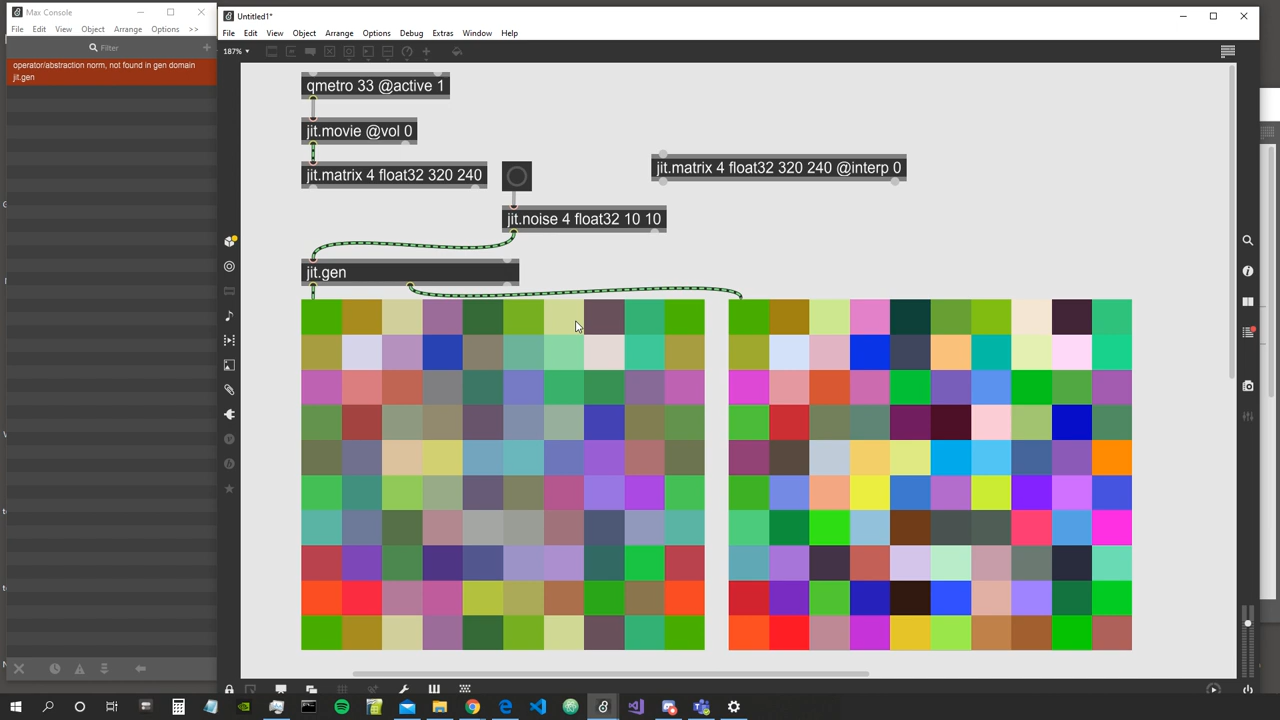 Max Console
File Edit View Object Arrange Options >>
Filter
operator/abstraction norm, not found in gen domain
jit.gen
Untitled1*
File Edit View Object Arrange Options Debug Extras Window Help
187%
qmetro 33 @active 1
jit.movie @vol 0
jit.matrix 4 float32 320 240
jit.matrix 4 float32 320 240 @interp 0
jit.noise 4 float32 10 10
jit.gen